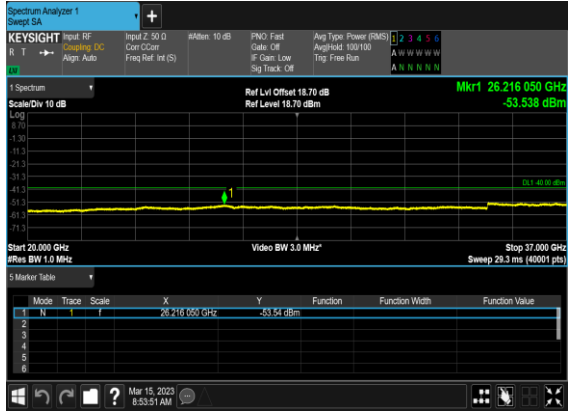 Spectrum Analyzer 1
Swept SA
+
KEYSIGHT Input: RF Input Z: 50 Ω #Atten: 10 dB PNO: Fast Avg Type: Power (RMS) 1 2 3 4 5 6
R T Coupling: DC Corr CCorr Gate: Off Avg|Hold: 100/100 A W W W W W
Align: Auto Freq Ref: Int (S) IF Gain: Low Trig: Free Run
LXI Sig Track: Off A N N N N N
1 Spectrum Ref Lvl Offset 18.70 dB Mkr1 26.216 050 GHz
Scale/Div 10 dB Ref Level 18.70 dBm -53.538 dBm
Log
8.70
-1.30
-11.3
-21.3
-31.3
DL1 -40.00 dBm
-41.3
1
-51.3
-61.3
-71.3
Start 20.000 GHz Video BW 3.0 MHz* Stop 37.000 GHz
#Res BW 1.0 MHz Sweep 29.3 ms (40001 pts)
5 Marker Table
Mode Trace Scale X Y Function Function Width Function Value
1 N 1 f 26.216 050 GHz -53.54 dBm
2
3
4
5
6
? Mar 15, 2023
8:53:51 AM